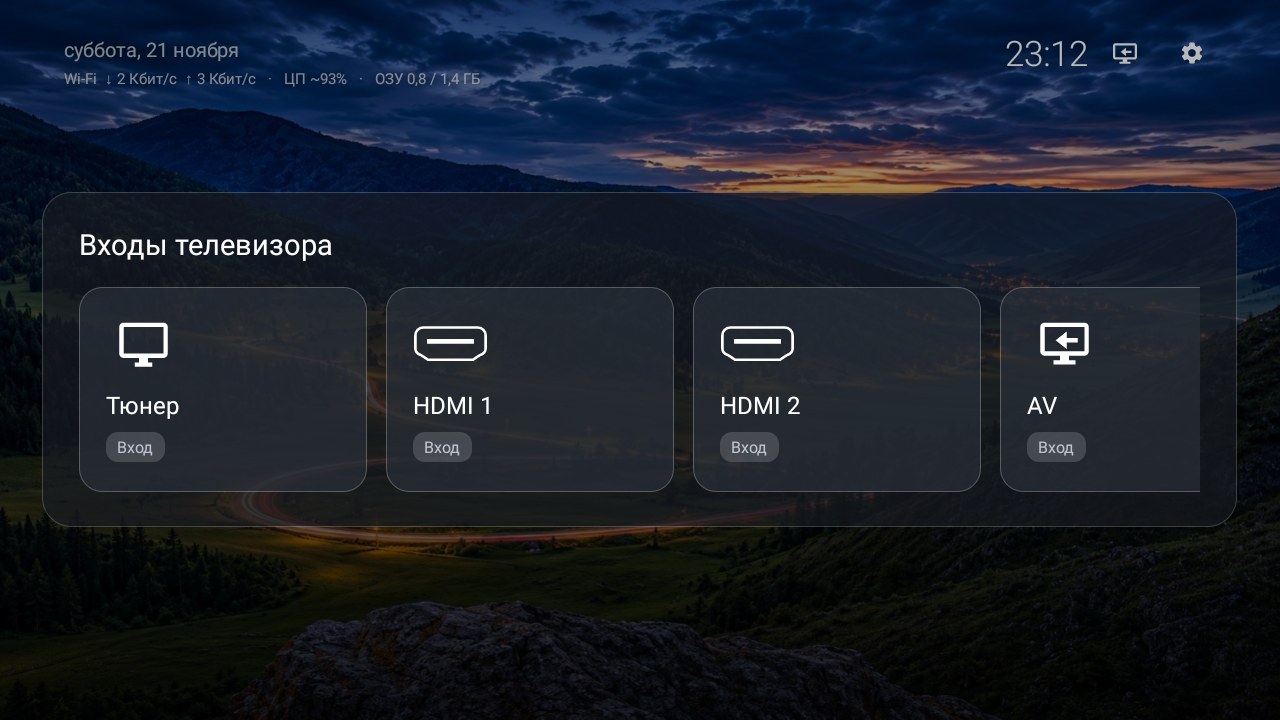 суббота, 21 ноября
23:12
Wi-Fi ↓ 2 Кбит/с ↑ 3 Кбит/с · ЦП ~93% · ОЗУ 0,8 / 1,4 ГБ
Входы телевизора
Тюнер
Вход
HDMI 1
Вход
HDMI 2
Вход
AV
Вход